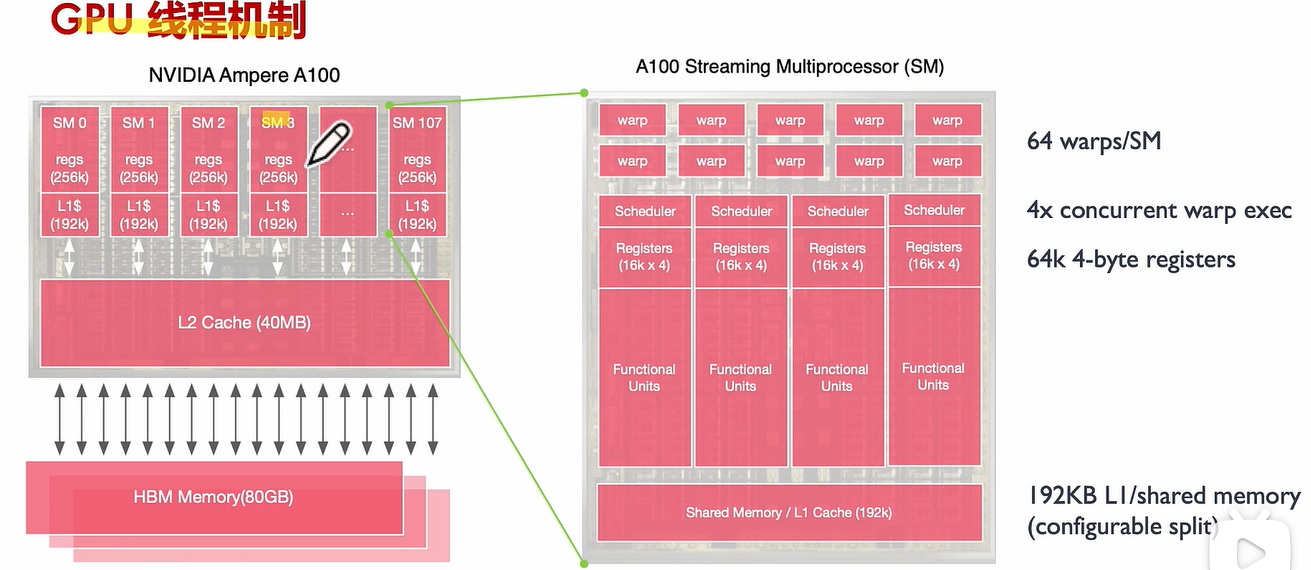 GPU 线程机制
NVIDIA Ampere A100
SM 0
regs
(256k)
L1$
(192k)
SM 1
regs
(256k)
L1$
(192k)
SM 2
regs
(256k)
L1$
(192k)
SM 3
regs
(256k)
L1$
(192k)
...
...
SM 107
regs
(256k)
L1$
(192k)
L2 Cache (40MB)
HBM Memory(80GB)
A100 Streaming Multiprocessor (SM)
warp warp warp warp warp
warp warp warp warp warp
Scheduler Scheduler Scheduler Scheduler
Registers Registers Registers Registers
(16k x 4) (16k x 4) (16k x 4) (16k x 4)
Functional Functional Functional Functional
Units Units Units Units
Shared Memory / L1 Cache (192k)
64 warps/SM
4x concurrent warp exec
64k 4-byte registers
192KB L1/shared memory
(configurable split)